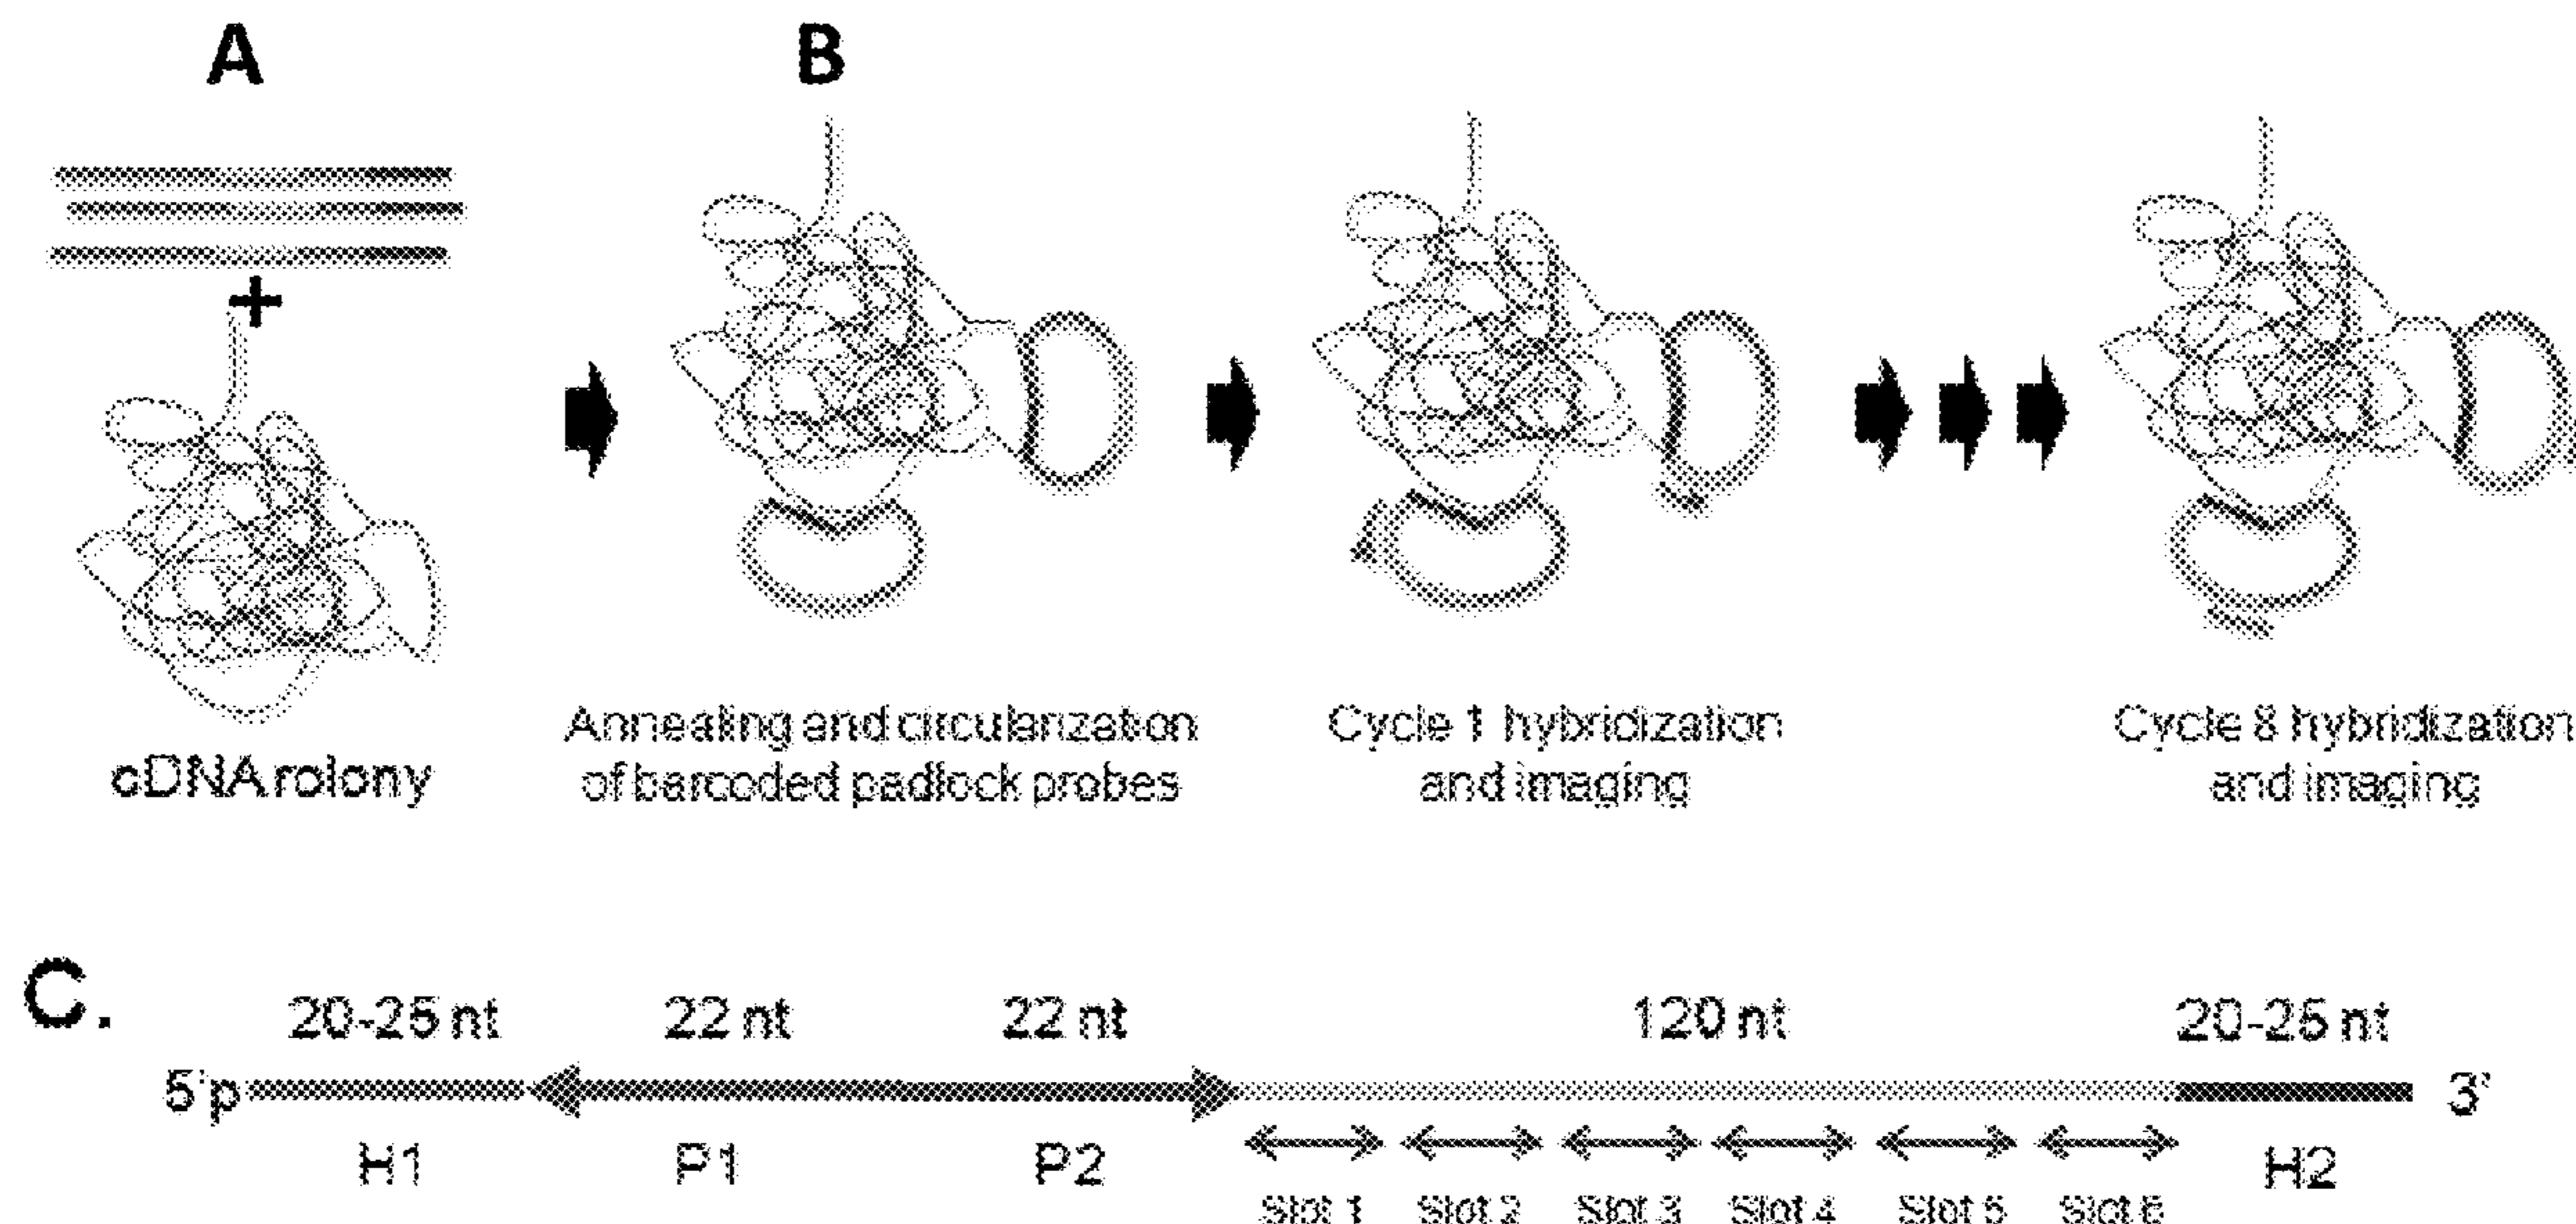 A
B
+
cDNA rolony
Annealing and circularization
of barcoded padlock probes
Cycle 1 hybridization
and imaging
Cycle 8 hybridization
and imaging
C.
20-25 nt
22 nt
22 nt
120 nt
20-25 nt
5'p
3'
H1
P1
P2
H2
Slot 1
Slot 2
Slot 3
Slot 4
Slot 5
Slot 6